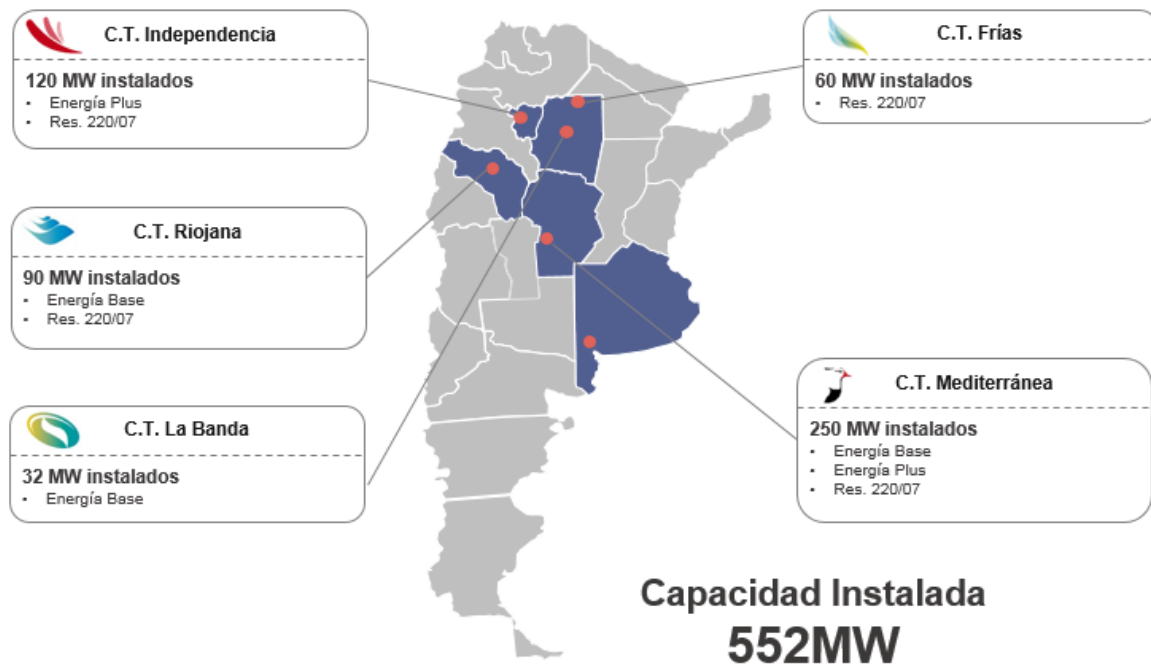 C.T. Independencia
120 MW instalados
▪ Energía Plus
▪ Res. 220/07
C.T. Frías
60 MW instalados
▪ Res. 220/07
C.T. Riojana
90 MW instalados
▪ Energía Base
▪ Res. 220/07
C.T. La Banda
32 MW instalados
▪ Energía Base
C.T. Mediterránea
250 MW instalados
▪ Energía Base
▪ Energía Plus
▪ Res. 220/07
Capacidad Instalada
552MW